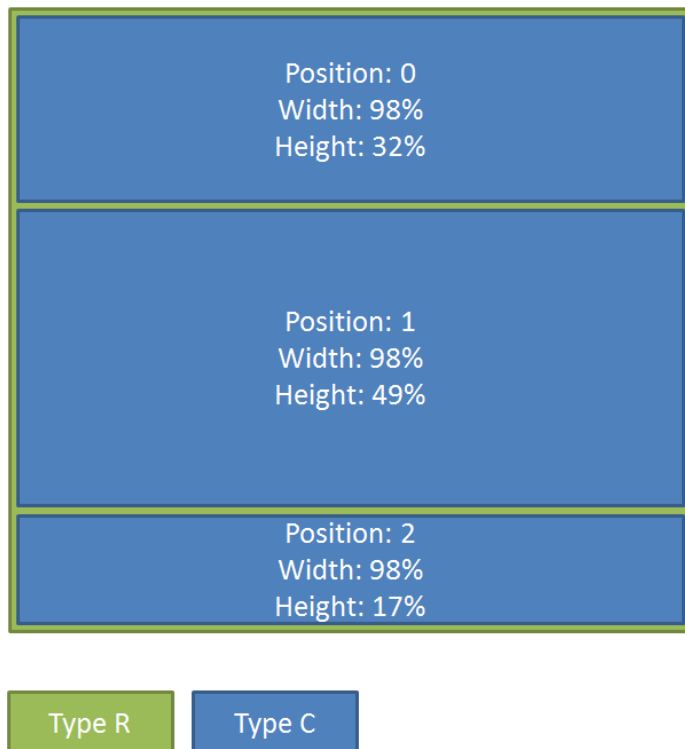 Position: 0
Width: 98%
Height: 32%
Position: 1
Width: 98%
Height: 49%
Position: 2
Width: 98%
Height: 17%
Type R
Type C